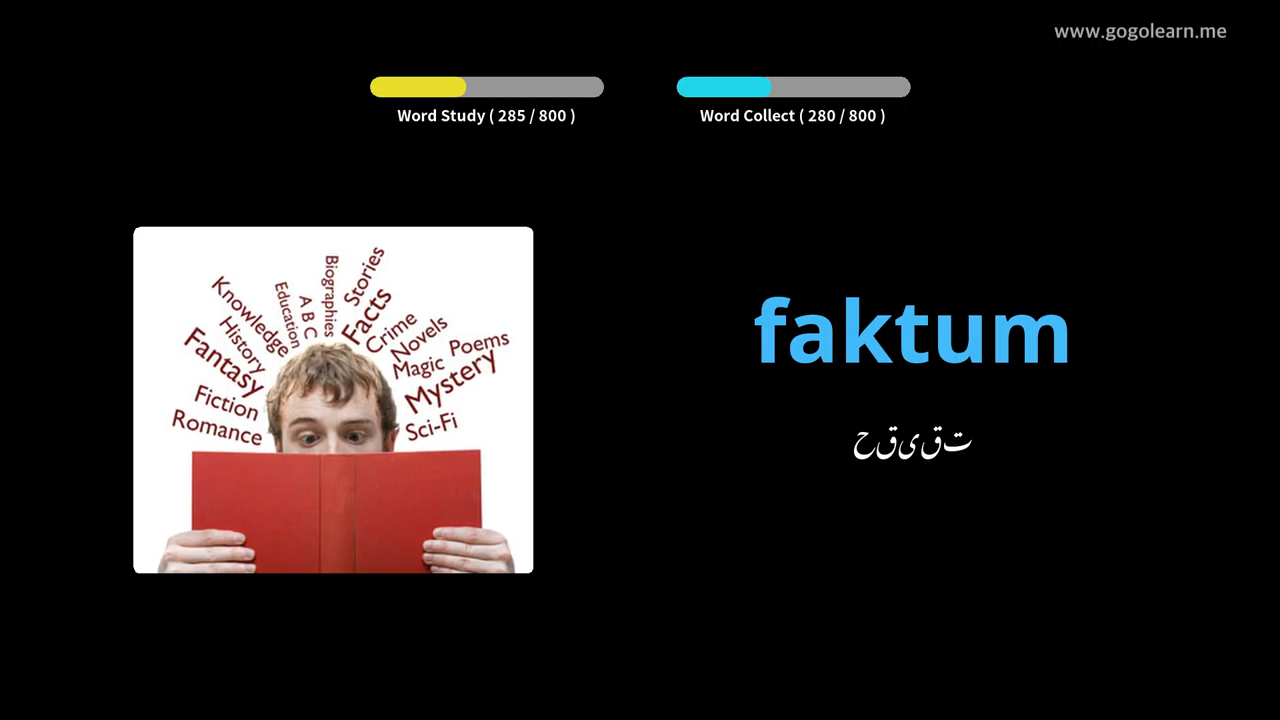 www.gogolearn.me
Word Study ( 285 / 800 )
Word Collect ( 280 / 800 )
Knowledge
History
Fantasy
Fiction
Romance
Education
A B C
Biographies
Stories
Facts
Crime
Novels
Magic
Poems
Mystery
Sci-Fi
faktum
ت ق ی ق ح